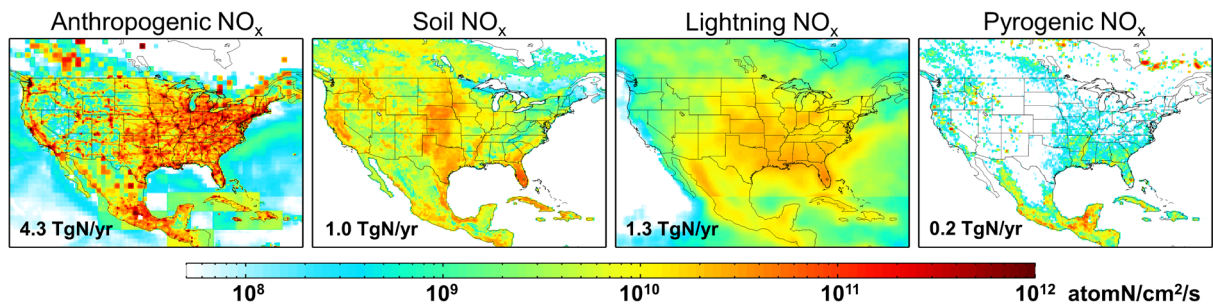 Anthropogenic NOₓ Soil NOₓ Lightning NOₓ Pyrogenic NOₓ
4.3 TgN/yr 1.0 TgN/yr 1.3 TgN/yr 0.2 TgN/yr
10⁸ 10⁹ 10¹⁰ 10¹¹ 10¹² atomN/cm²/s